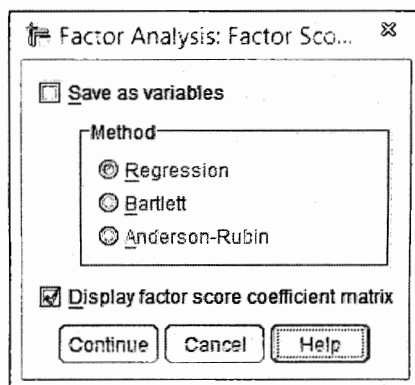 Factor Analysis: Factor Sco...
Save as variables
Method
Regression
Bartlett
Anderson-Rubin
Display factor score coefficient matrix
Continue
Cancel
Help